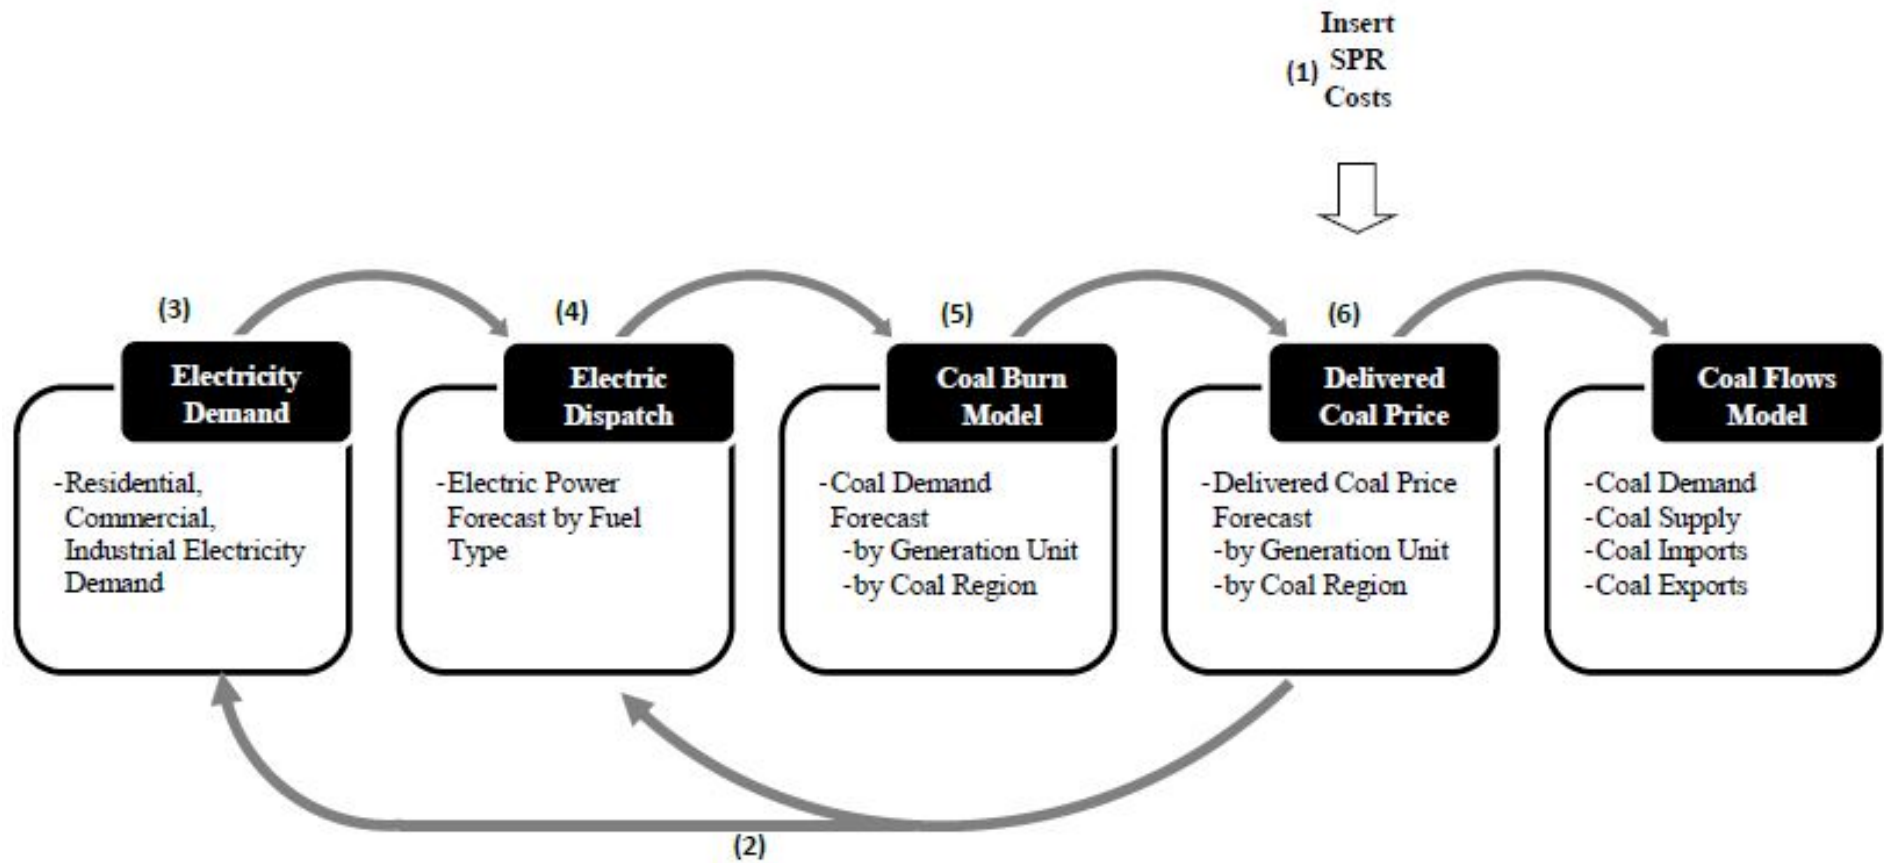 Insert
(1) SPR
Costs
(3)
(4)
(5)
(6)
Electricity
Demand
-Residential,
Commercial,
Industrial Electricity
Demand
Electric
Dispatch
-Electric Power
Forecast by Fuel
Type
Coal Burn
Model
-Coal Demand
Forecast
-by Generation Unit
-by Coal Region
Delivered
Coal Price
-Delivered Coal Price
Forecast
-by Generation Unit
-by Coal Region
Coal Flows
Model
-Coal Demand
-Coal Supply
-Coal Imports
-Coal Exports
(2)